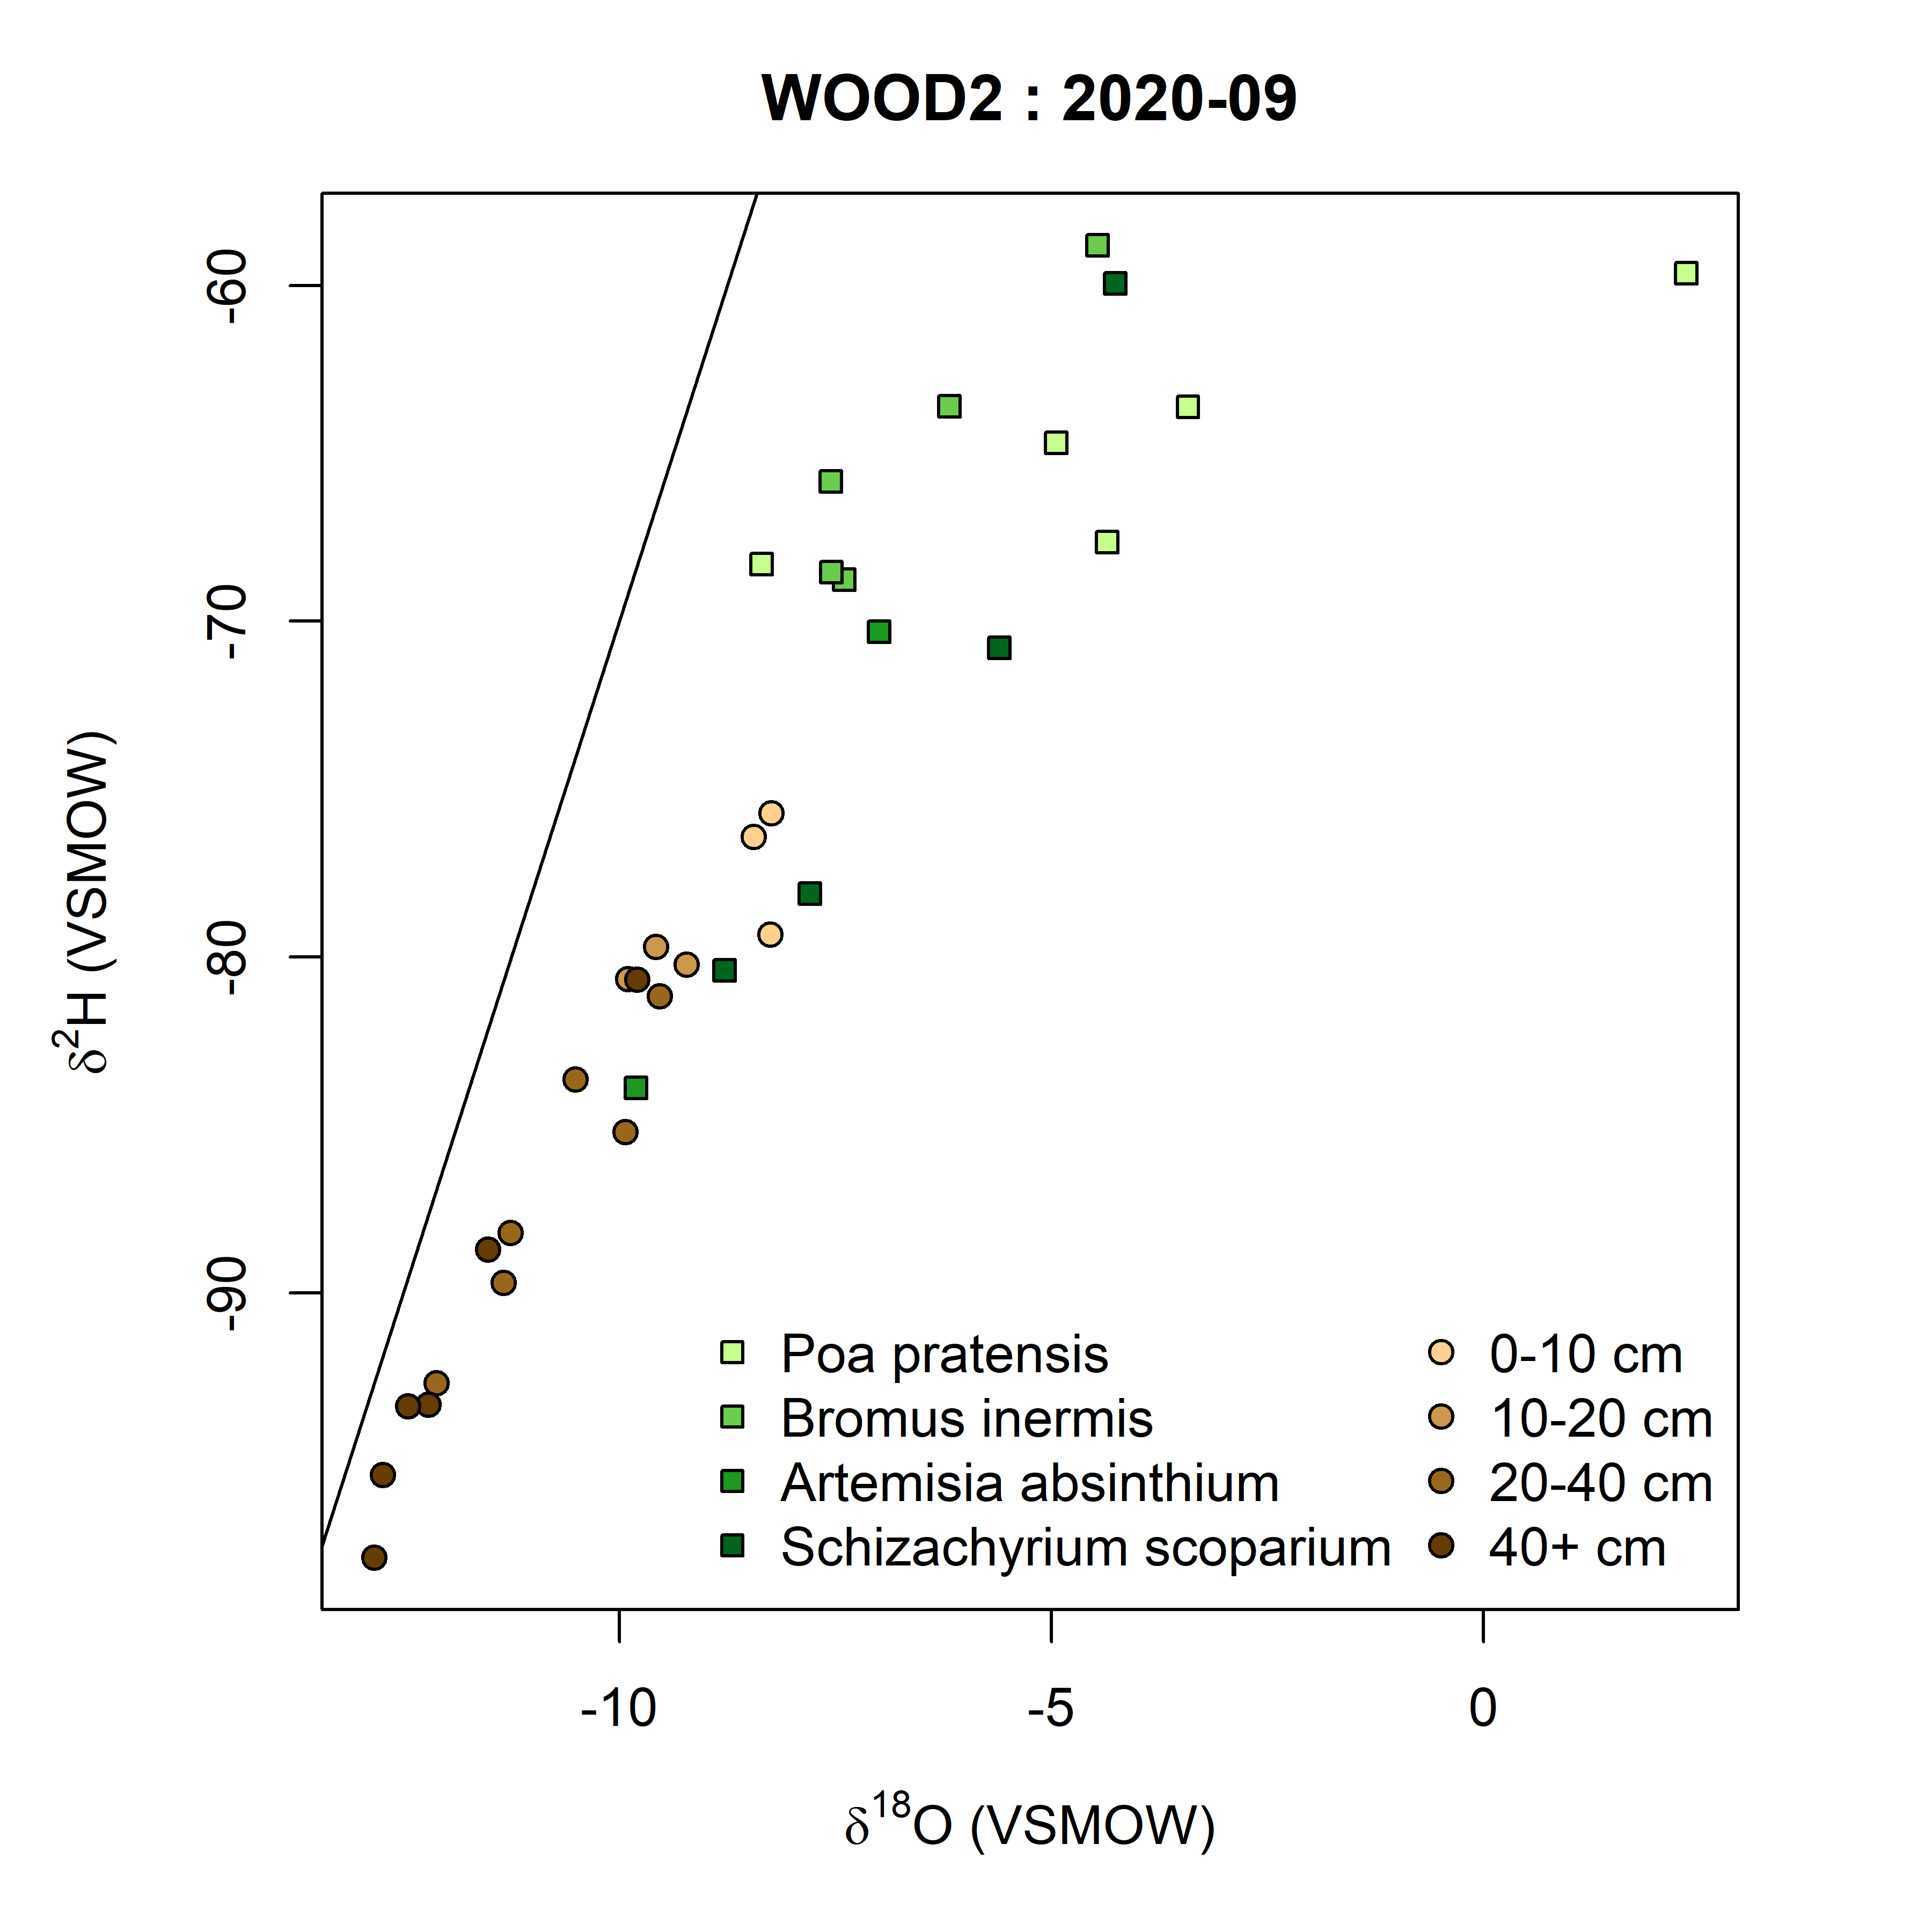 WOOD2 : 2020-09
δ²H (VSMOW)
-60
-70
-80
-90
Poa pratensis
Bromus inermis
Artemisia absinthium
Schizachyrium scoparium
0-10 cm
10-20 cm
20-40 cm
40+ cm
-10
-5
0
δ¹⁸O (VSMOW)